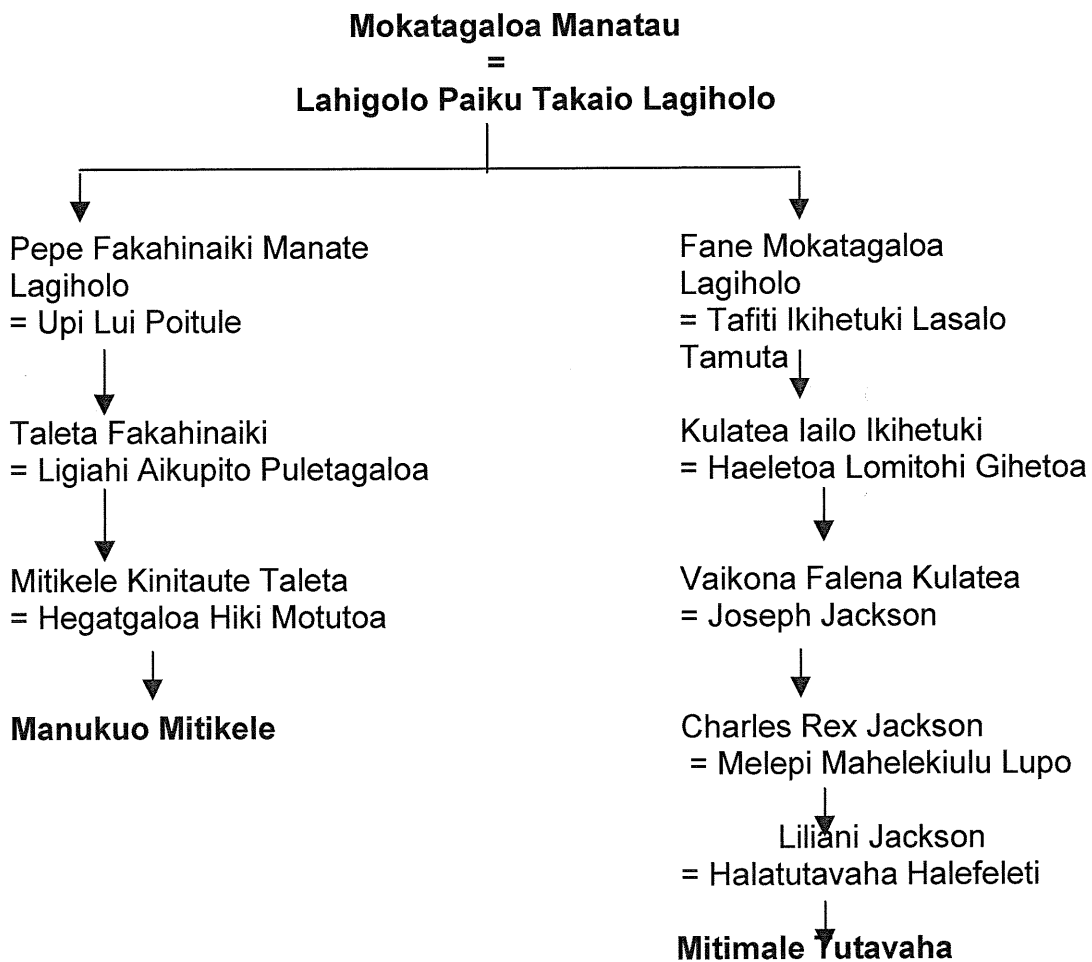 Mokatagaloa Manatau
=
Lahigolo Paiku Takaio Lagiholo
Pepe Fakahinaiki Manate
Lagiholo
= Upi Lui Poitule
Taleta Fakahinaiki
= Ligiahi Aikupito Puletagaloa
Mitikele Kinitaute Taleta
= Hegatgaloa Hiki Motutoa
Manukuo Mitikele
Fane Mokatagaloa
Lagiholo
= Tafiti Ikihetuki Lasalo
Tamuta
Kulatea Iailo Ikihetuki
= Haeletoa Lomitohi Gihetoa
Vaikona Falena Kulatea
= Joseph Jackson
Charles Rex Jackson
= Melepi Mahelekiulu Lupo
Liliani Jackson
= Halatutavaha Halefeleti
Mitimale Tutavaha